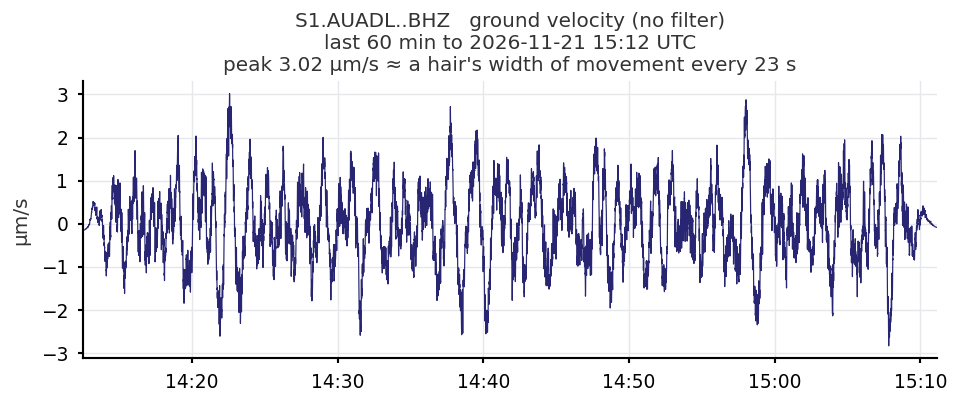 S1.AUADL..BHZ   ground velocity (no filter)
last 60 min to 2026-11-21 15:12 UTC
peak 3.02 µm/s ≈ a hair's width of movement every 23 s
µm/s
3
2
1
0
−1
−2
−3
14:20 14:30 14:40 14:50 15:00 15:10